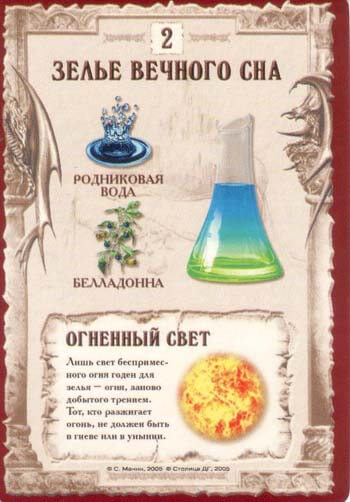 2
ЗЕЛЬЕ ВЕЧНОГО СНА
РОДНИКОВАЯ
ВОДА
БЕЛЛАДОННА
ОГНЕННЫЙ СВЕТ
Лишь свет беспримес-
ного огня годен для
зелья — огня, заново
добытого трением.
Тот, кто разжигает
огонь, не должен быть
в гневе или в унынии.
© С. Мачин, 2005 © Столица ДГ, 2005